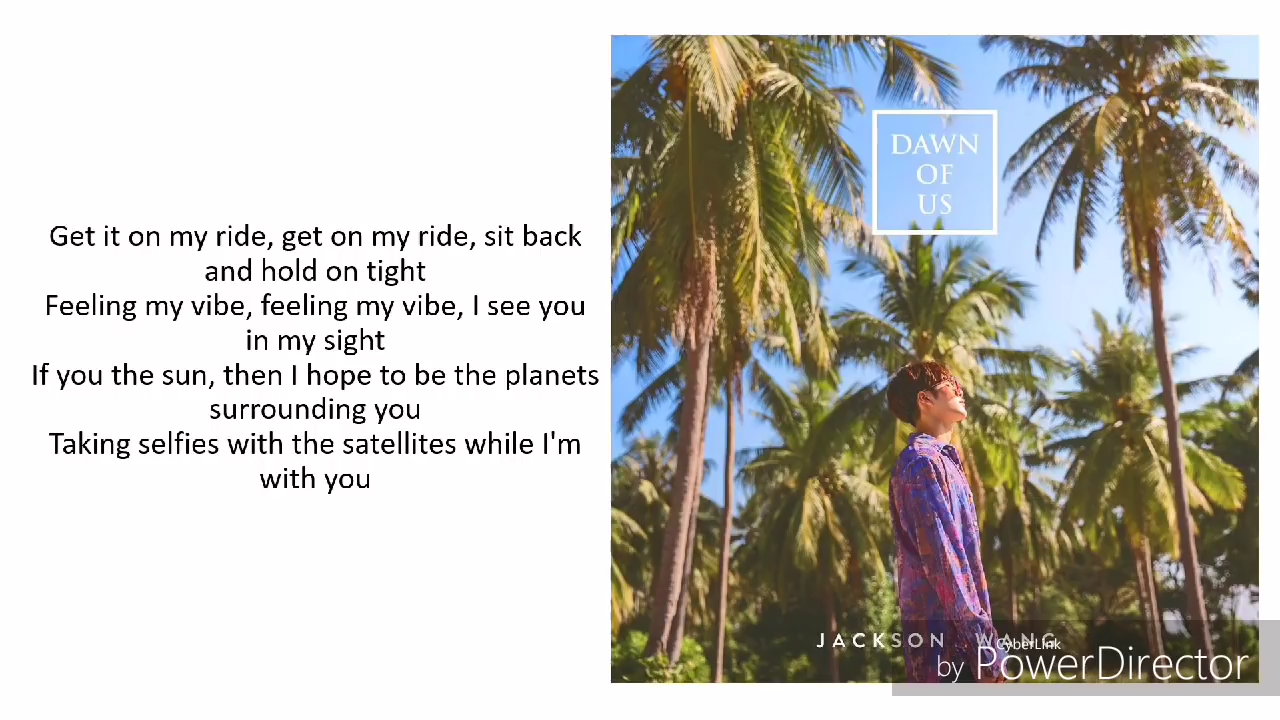 Get it on my ride, get on my ride, sit back
and hold on tight
Feeling my vibe, feeling my vibe, I see you
in my sight
If you the sun, then I hope to be the planets
surrounding you
Taking selfies with the satellites while I'm
with you
DAWN
OF
US
JACKSON WANG
CyberLink
by PowerDirector